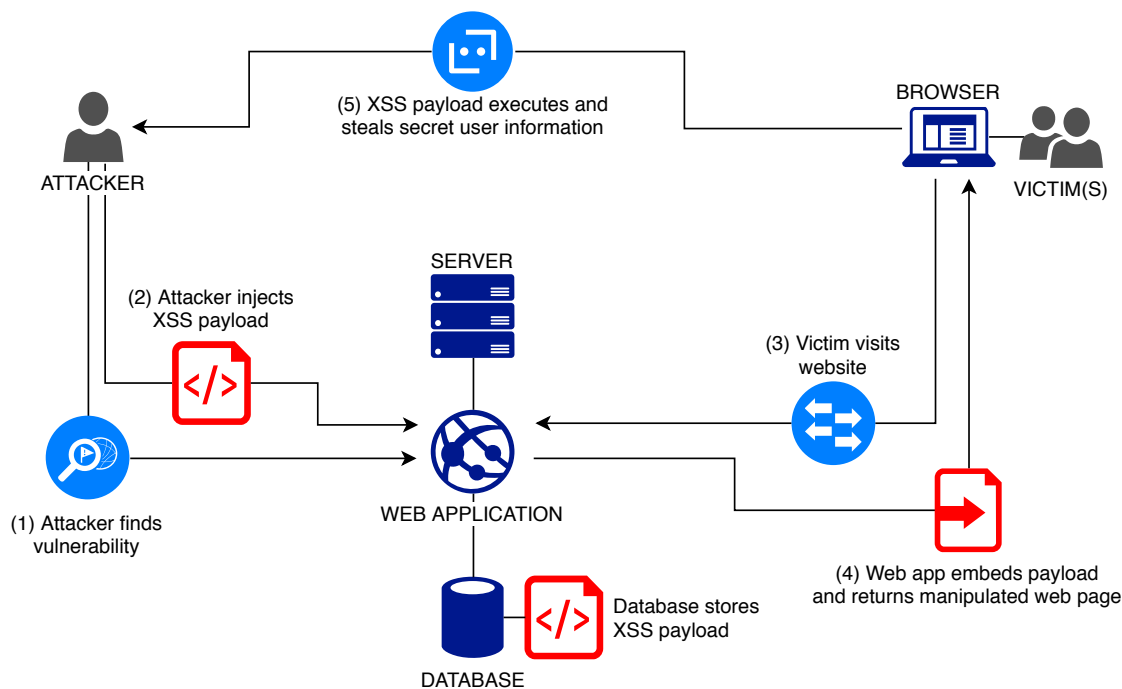 (5) XSS payload executes and
steals secret user information
BROWSER
ATTACKER
VICTIM(S)
SERVER
(2) Attacker injects
XSS payload
(3) Victim visits
website
</>
WEB APPLICATION
(1) Attacker finds
vulnerability
(4) Web app embeds payload
and returns manipulated web page
</>
Database stores
XSS payload
DATABASE